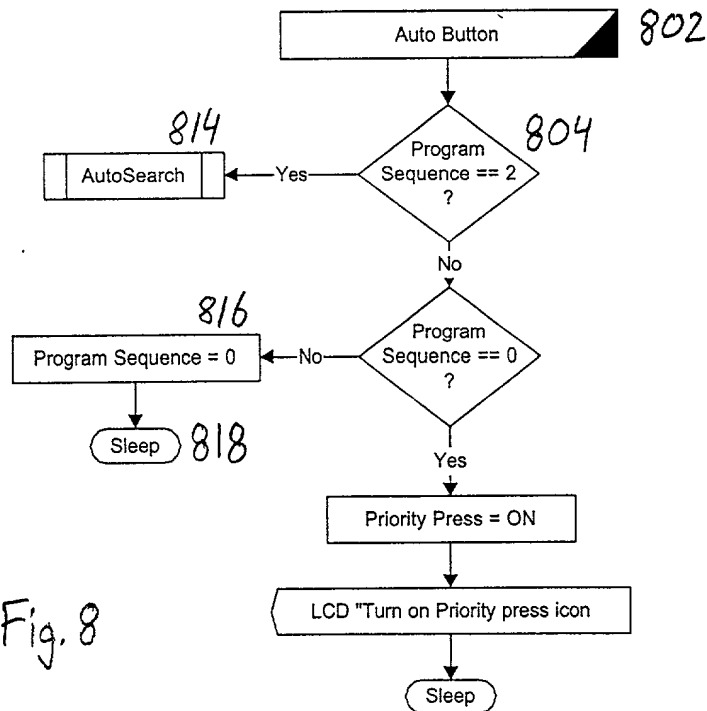 Auto Button
802
814
804
AutoSearch
Yes
Program
Sequence == 2
?
No
816
Program Sequence = 0
No
Program
Sequence == 0
?
Sleep
818
Yes
Priority Press = ON
LCD "Turn on Priority press icon
Fig. 8
Sleep